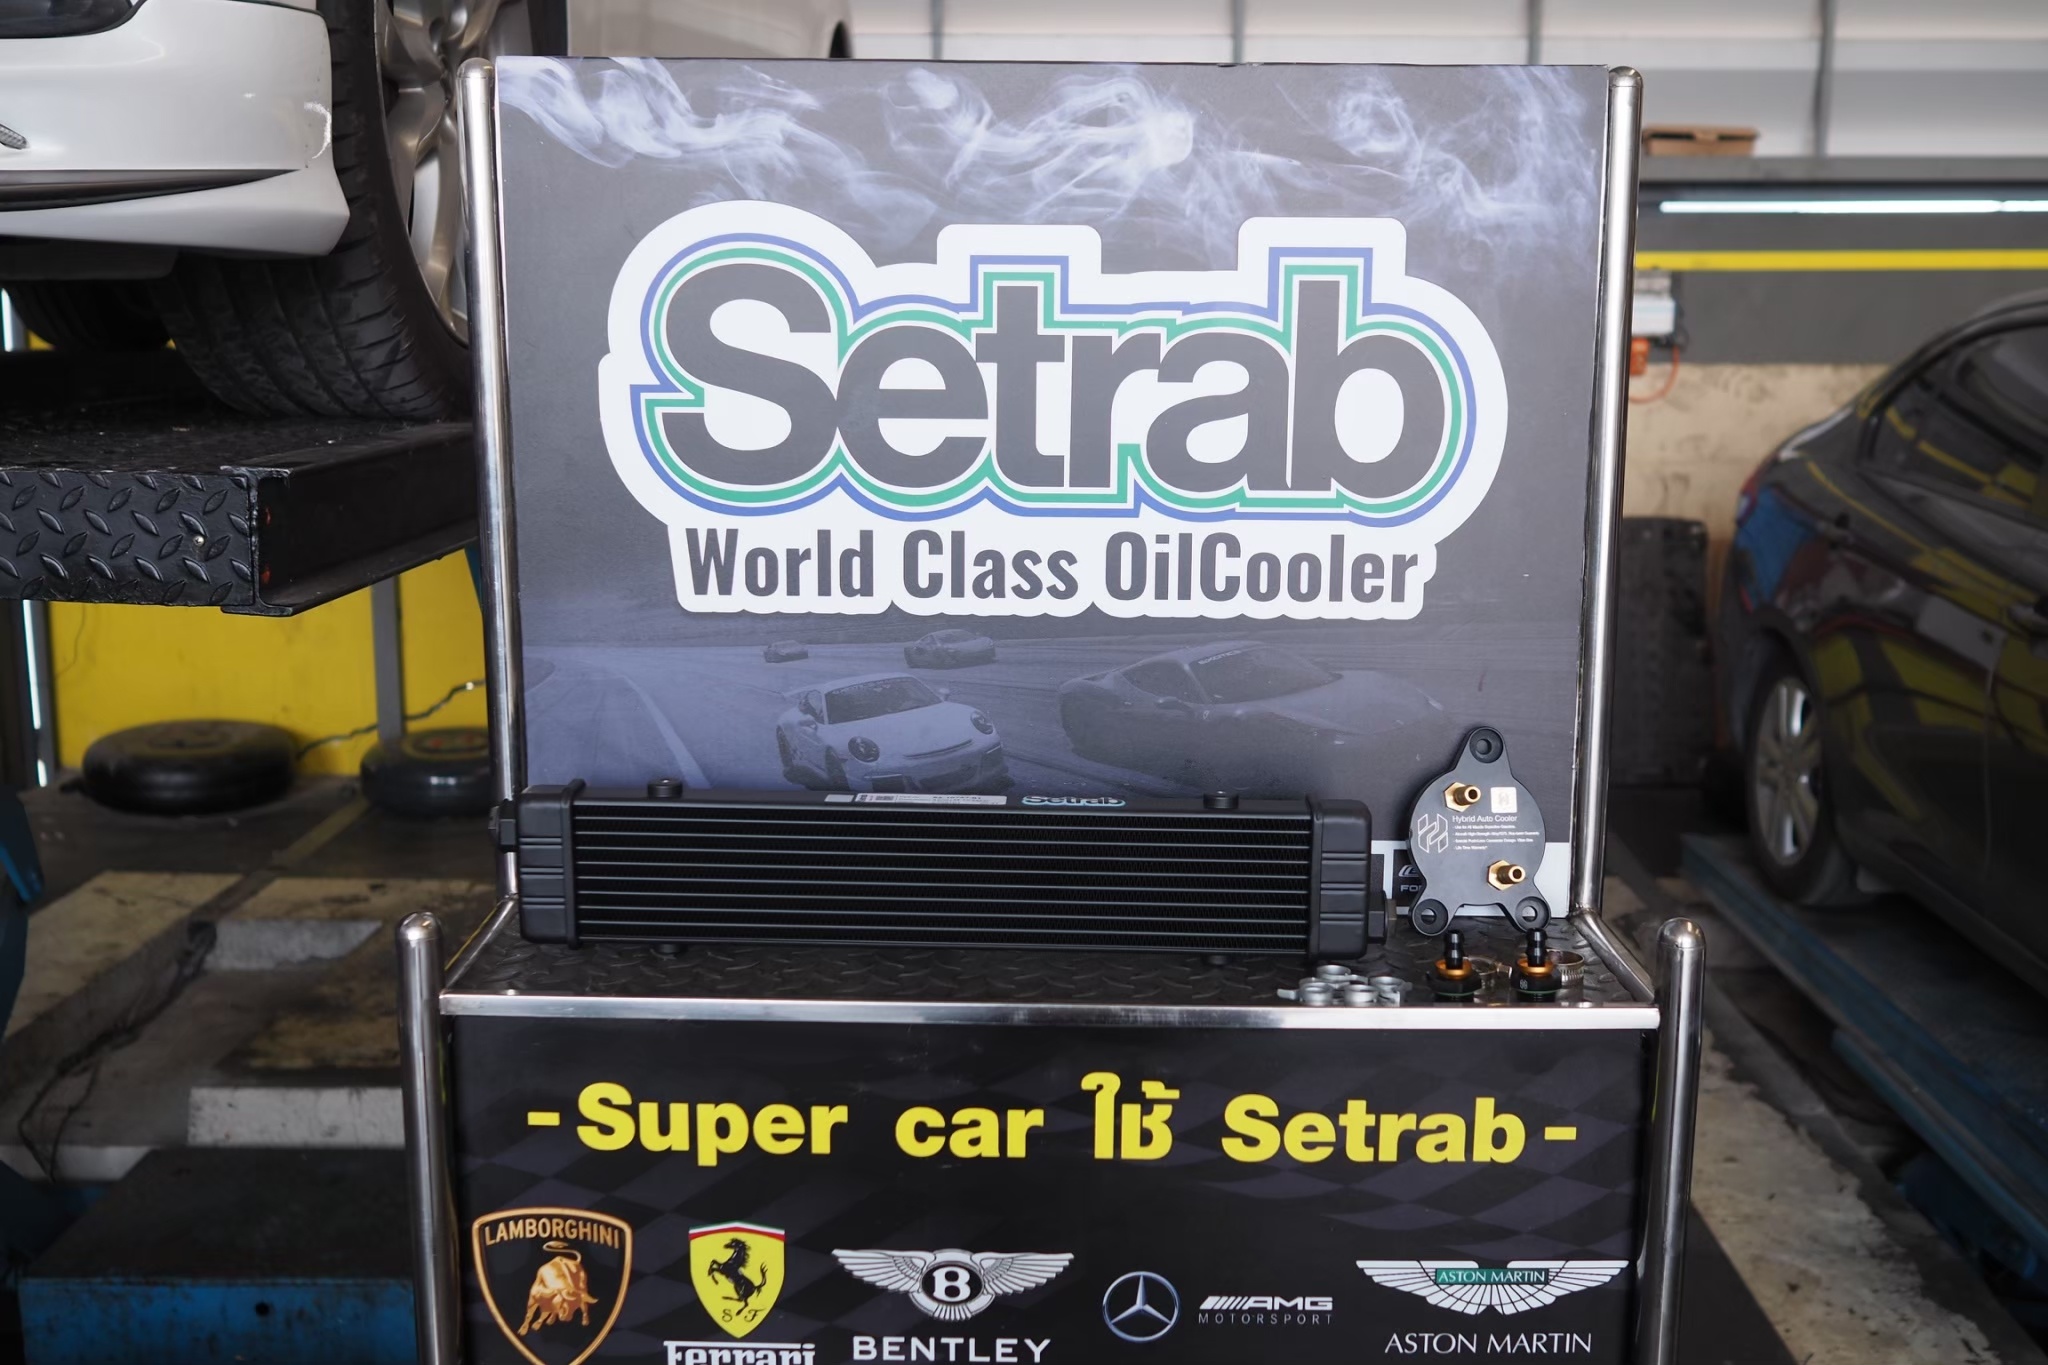 Setrab
World Class OilCooler
Setrab
Hybrid Auto Cooler
-Super car ใช้ Setrab-
LAMBORGHINI
Ferrari
B
BENTLEY
AMG
MOTORSPORT
ASTON MARTIN
ASTON MARTIN